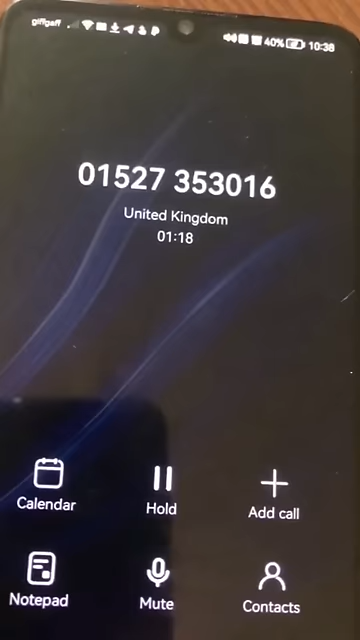 giffgaff 40% 10:38
01527 353016
United Kingdom
01:18
Calendar
Hold
Add call
Notepad
Mute
Contacts